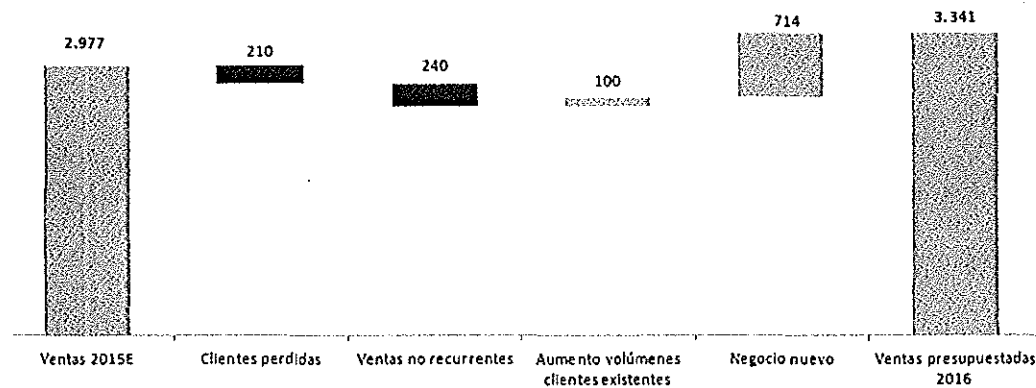 2.977
210
240
100
714
3.341
Ventas 2015E
Clientes perdidas
Ventas no recurrentes
Aumento volúmenes
clientes existentes
Negocio nuevo
Ventas presupuestadas
2016